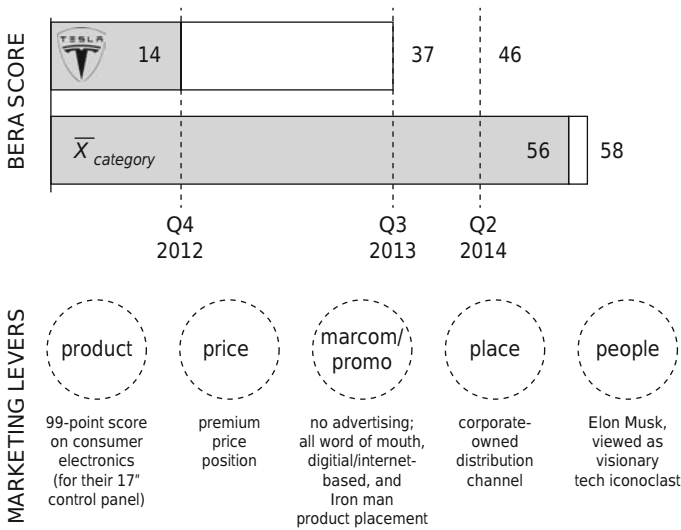 BERA SCORE
TESLA
14
37
46
X category
56
58
Q4
2012
Q3
2013
Q2
2014
MARKETING LEVERS
product
price
marcom/
promo
place
people
99-point score
on consumer
electronics
(for their 17″
control panel)
premium
price
position
no advertising;
all word of mouth,
digitial/internet-
based, and
Iron man
product placement
corporate-
owned
distribution
channel
Elon Musk,
viewed as
visionary
tech iconoclast